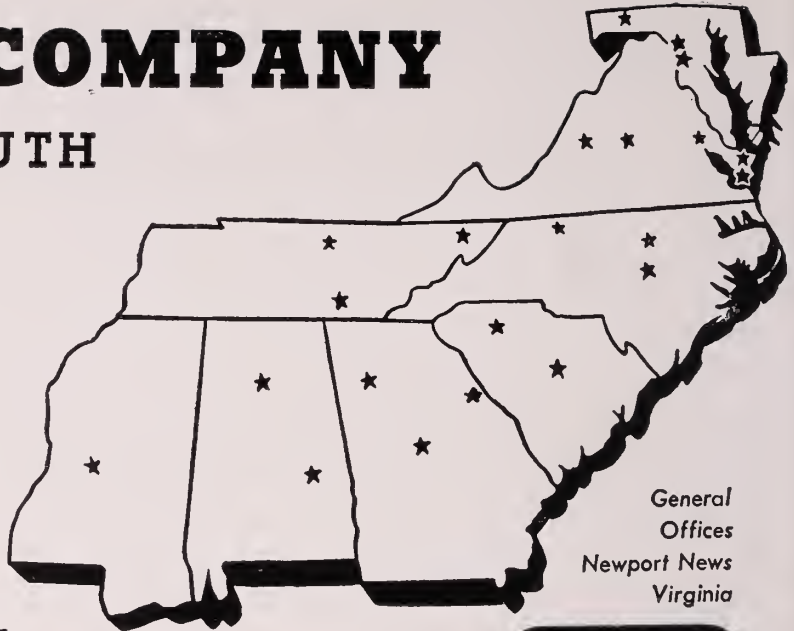 COMPANY
UTH
General
Offices
Newport News
Virginia